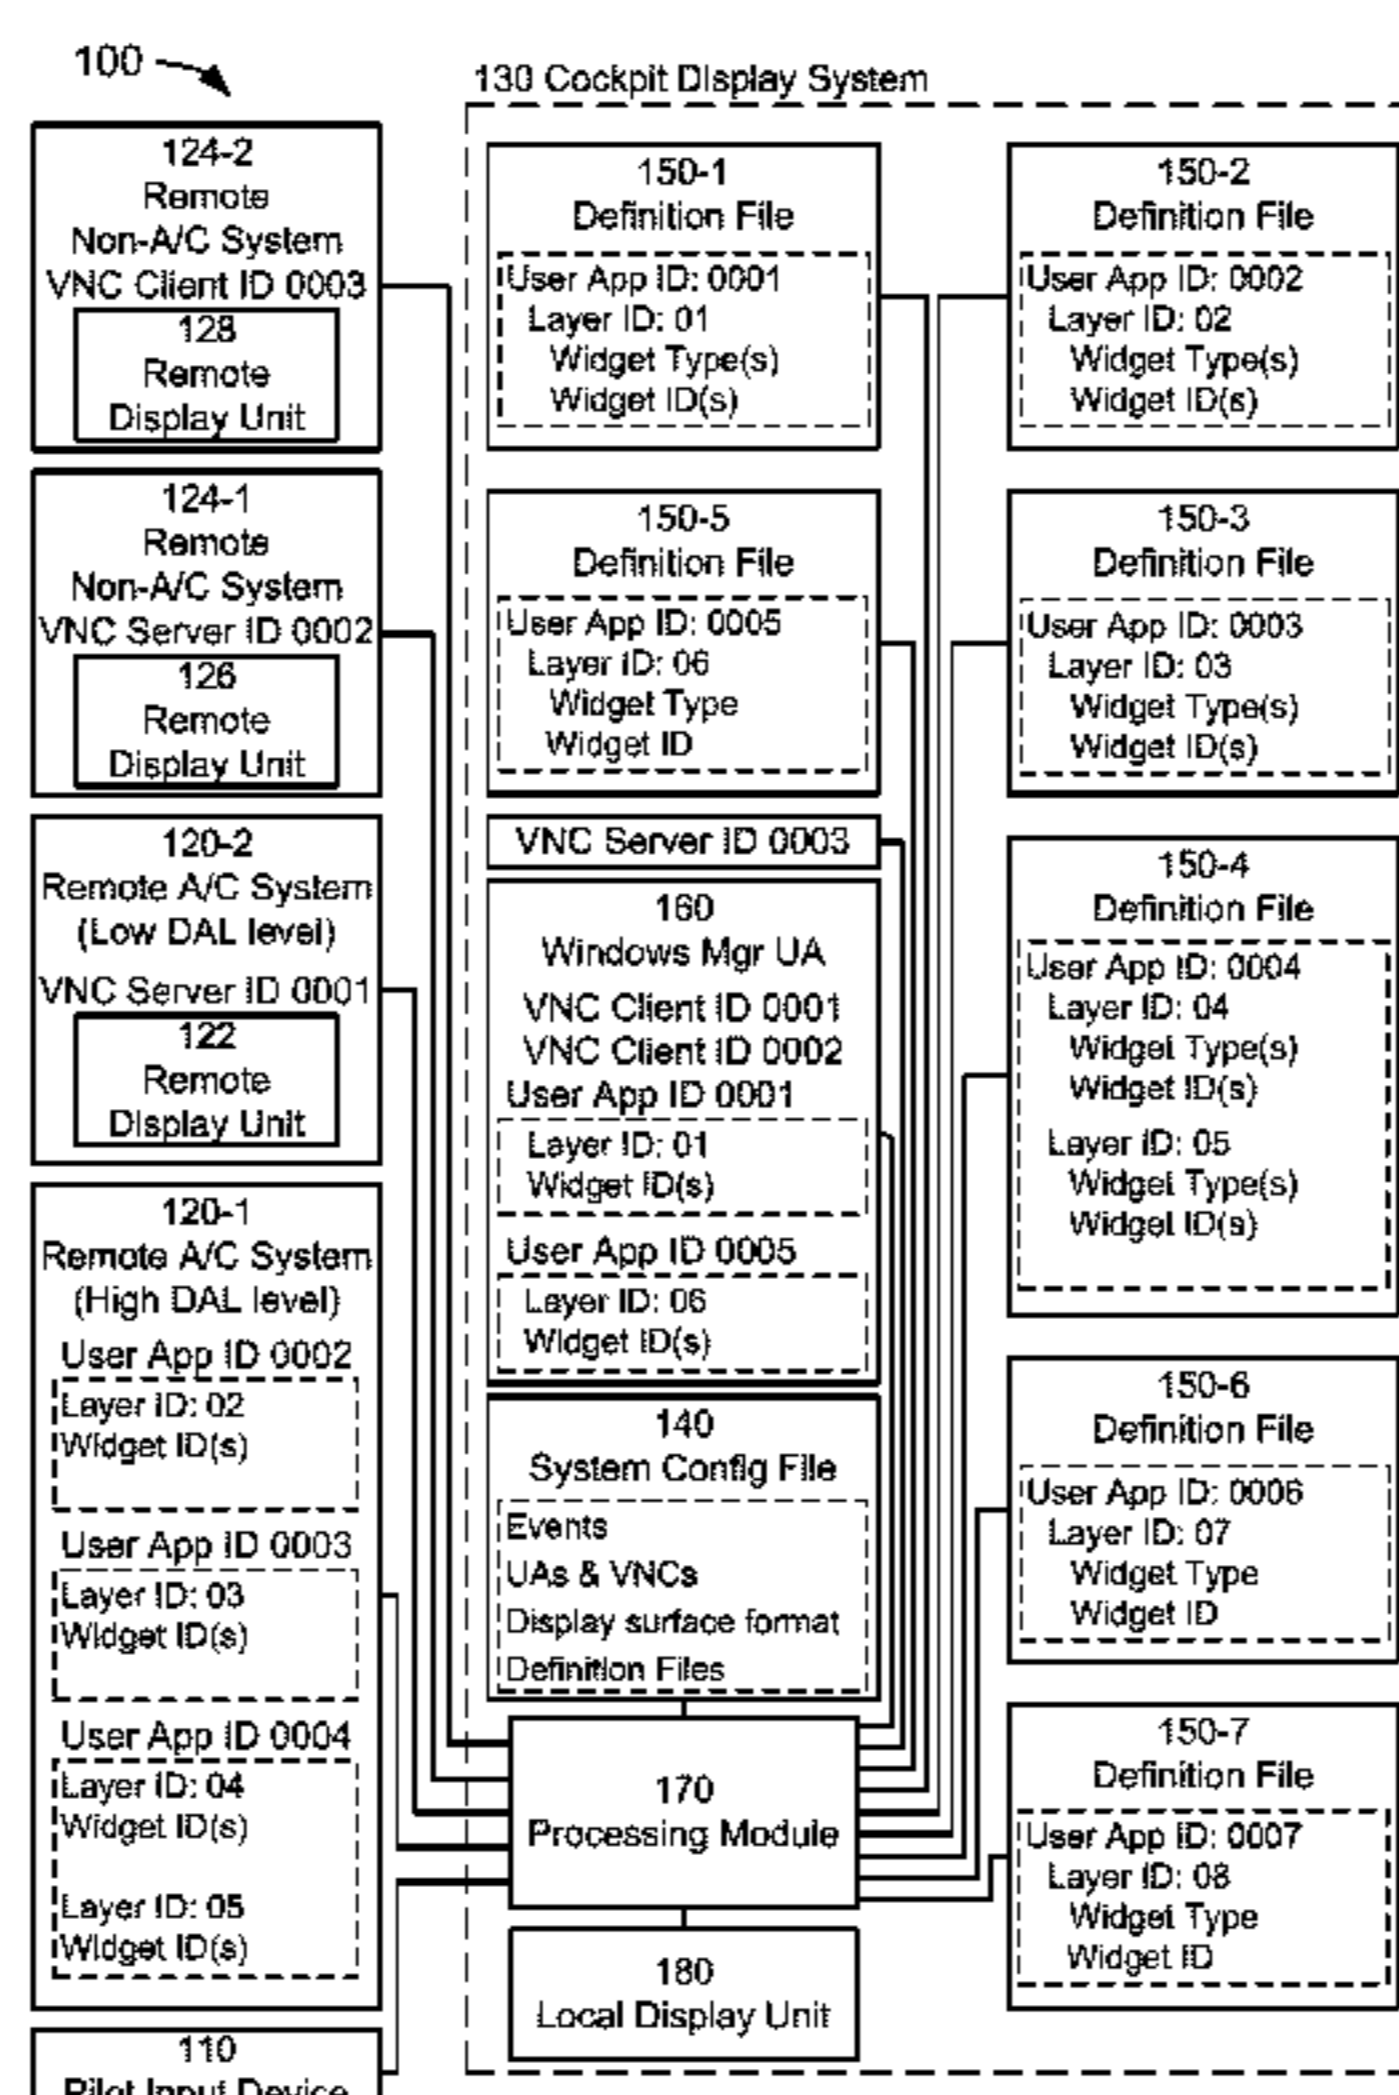 100
130 Cockpit Display System
124-2
Remote
Non-A/C System
VNC Client ID 0003
128
Remote
Display Unit
124-1
Remote
Non-A/C System
VNC Server ID 0002
126
Remote
Display Unit
120-2
Remote A/C System
(Low DAL level)
VNC Server ID 0001
122
Remote
Display Unit
120-1
Remote A/C System
(High DAL level)
User App ID 0002
Layer ID: 02
Widget ID(s)
User App ID 0003
Layer ID: 03
Widget ID(s)
User App ID 0004
Layer ID: 04
Widget ID(s)
Layer ID: 05
Widget ID(s)
110
Pilot Input Device
150-1
Definition File
User App ID: 0001
Layer ID: 01
Widget Type(s)
Widget ID(s)
150-5
Definition File
User App ID: 0005
Layer ID: 06
Widget Type
Widget ID
VNC Server ID 0003
160
Windows Mgr UA
VNC Client ID 0001
VNC Client ID 0002
User App ID 0001
Layer ID: 01
Widget ID(s)
User App ID 0005
Layer ID: 06
Widget ID(s)
140
System Config File
Events
UAs & VNCs
Display surface format
Definition Files
170
Processing Module
180
Local Display Unit
150-2
Definition File
User App ID: 0002
Layer ID: 02
Widget Type(s)
Widget ID(s)
150-3
Definition File
User App ID: 0003
Layer ID: 03
Widget Type(s)
Widget ID(s)
150-4
Definition File
User App ID: 0004
Layer ID: 04
Widget Type(s)
Widget ID(s)
Layer ID: 05
Widget Type(s)
Widget ID(s)
150-6
Definition File
User App ID: 0006
Layer ID: 07
Widget Type
Widget ID
150-7
Definition File
User App ID: 0007
Layer ID: 08
Widget Type
Widget ID